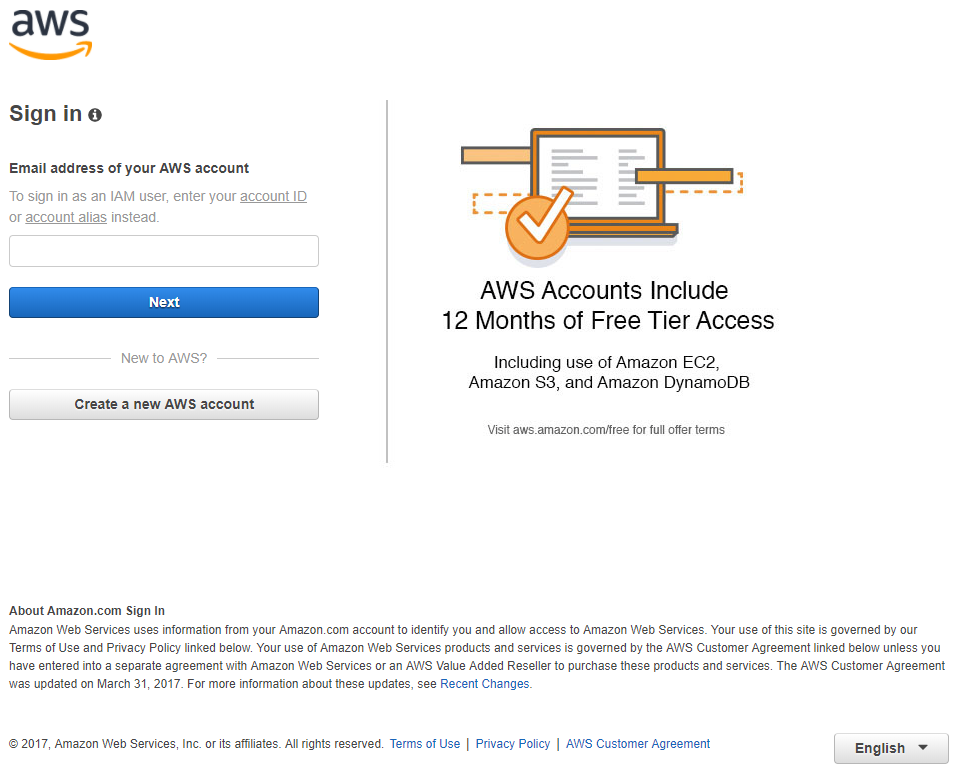 aws
Sign in
Email address of your AWS account
To sign in as an IAM user, enter your account ID
or account alias instead.
Next
New to AWS?
Create a new AWS account
AWS Accounts Include
12 Months of Free Tier Access
Including use of Amazon EC2,
Amazon S3, and Amazon DynamoDB
Visit aws.amazon.com/free for full offer terms
About Amazon.com Sign In
Amazon Web Services uses information from your Amazon.com account to identify you and allow access to Amazon Web Services. Your use of this site is governed by our
Terms of Use and Privacy Policy linked below. Your use of Amazon Web Services products and services is governed by the AWS Customer Agreement linked below unless you
have entered into a separate agreement with Amazon Web Services or an AWS Value Added Reseller to purchase these products and services. The AWS Customer Agreement
was updated on March 31, 2017. For more information about these updates, see Recent Changes.
© 2017, Amazon Web Services, Inc. or its affiliates. All rights reserved. Terms of Use | Privacy Policy | AWS Customer Agreement
English